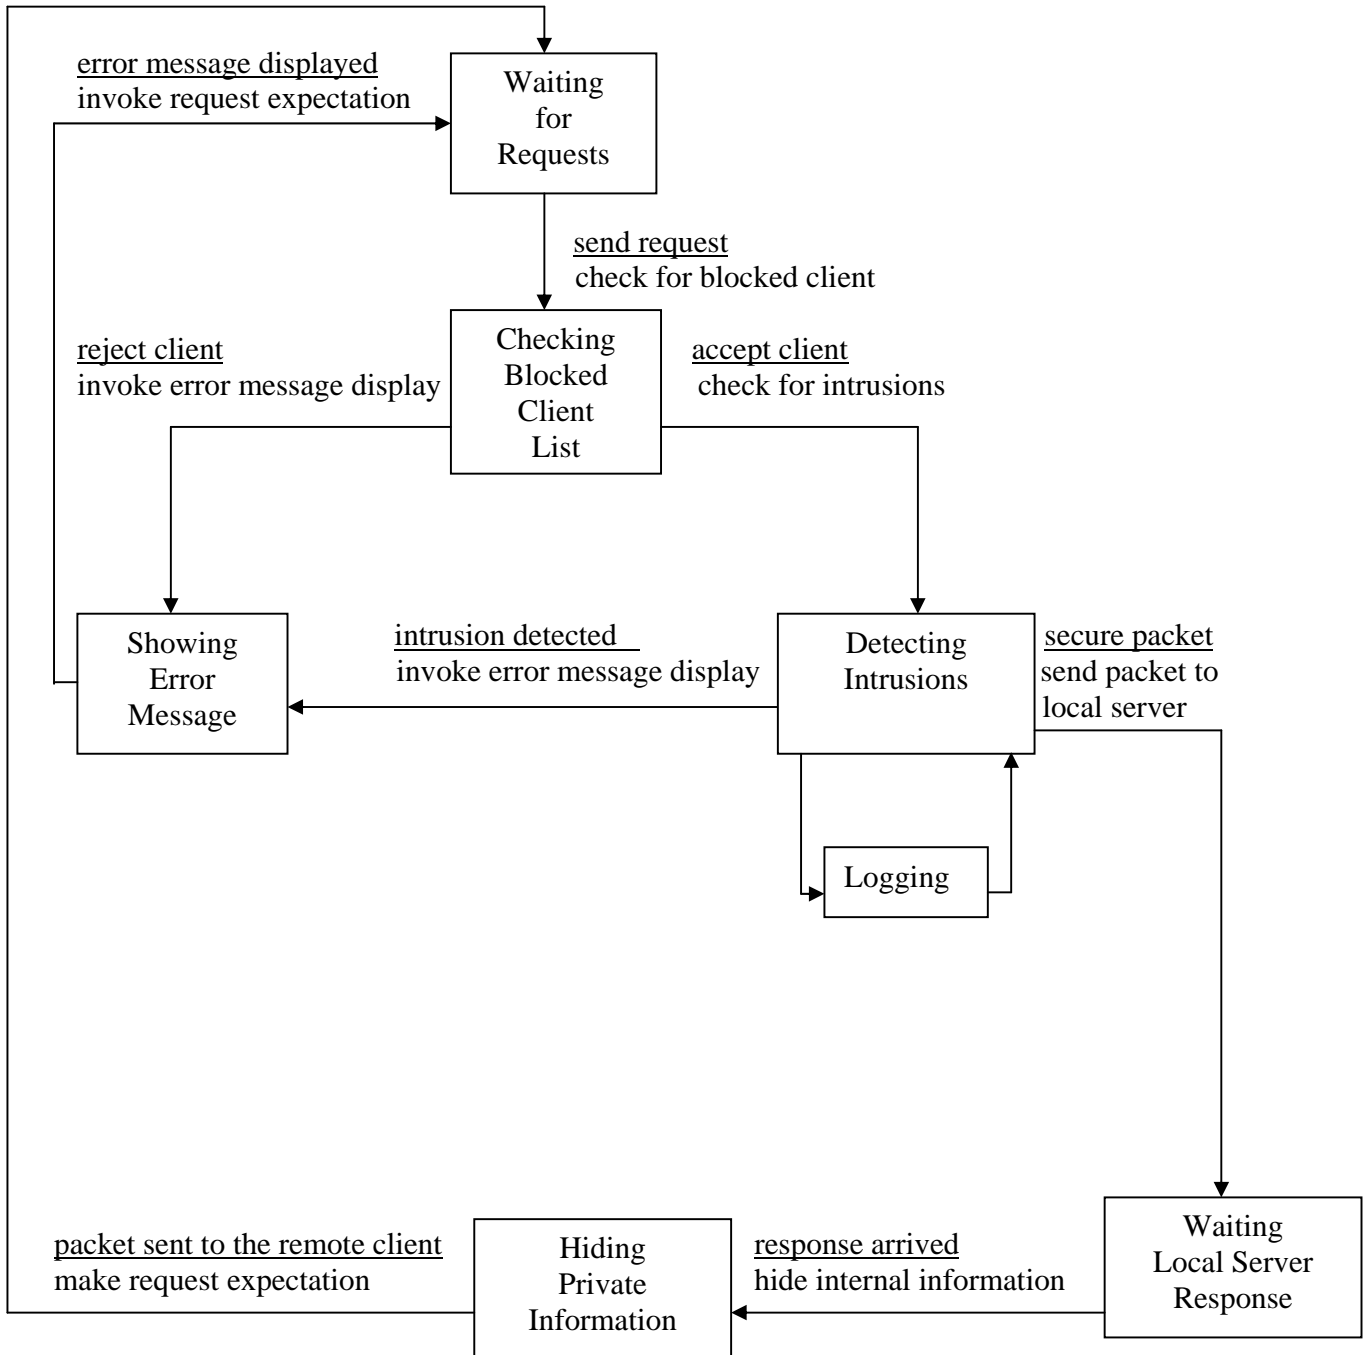 error message displayed
invoke request expectation
Waiting
for
Requests
send request
check for blocked client
reject client
invoke error message display
Checking
Blocked
Client
List
accept client
check for intrusions
Showing
Error
Message
intrusion detected
invoke error message display
Detecting
Intrusions
secure packet
send packet to
local server
Logging
packet sent to the remote client
make request expectation
Hiding
Private
Information
response arrived
hide internal information
Waiting
Local Server
Response